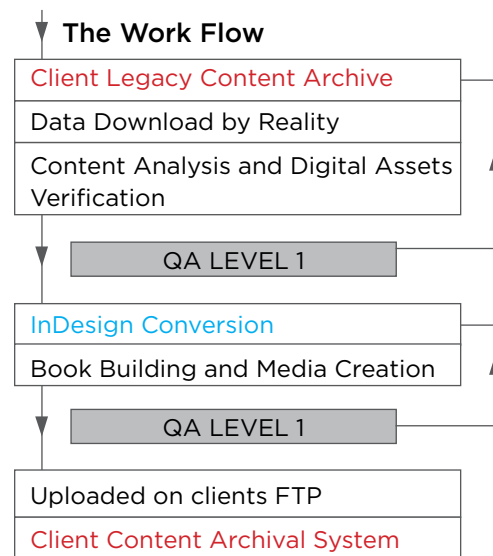 The Work Flow
Client Legacy Content Archive
Data Download by Reality
Content Analysis and Digital Assets
Verification
QA LEVEL 1
InDesign Conversion
Book Building and Media Creation
QA LEVEL 1
Uploaded on clients FTP
Client Content Archival System